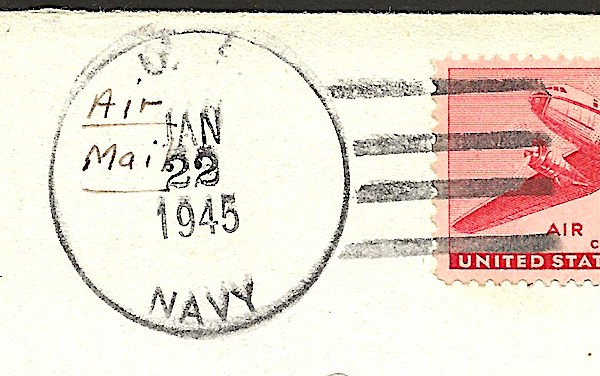 U.
Air
Mail
JAN
22
1945
NAVY
AIR
C
UNITED STAT